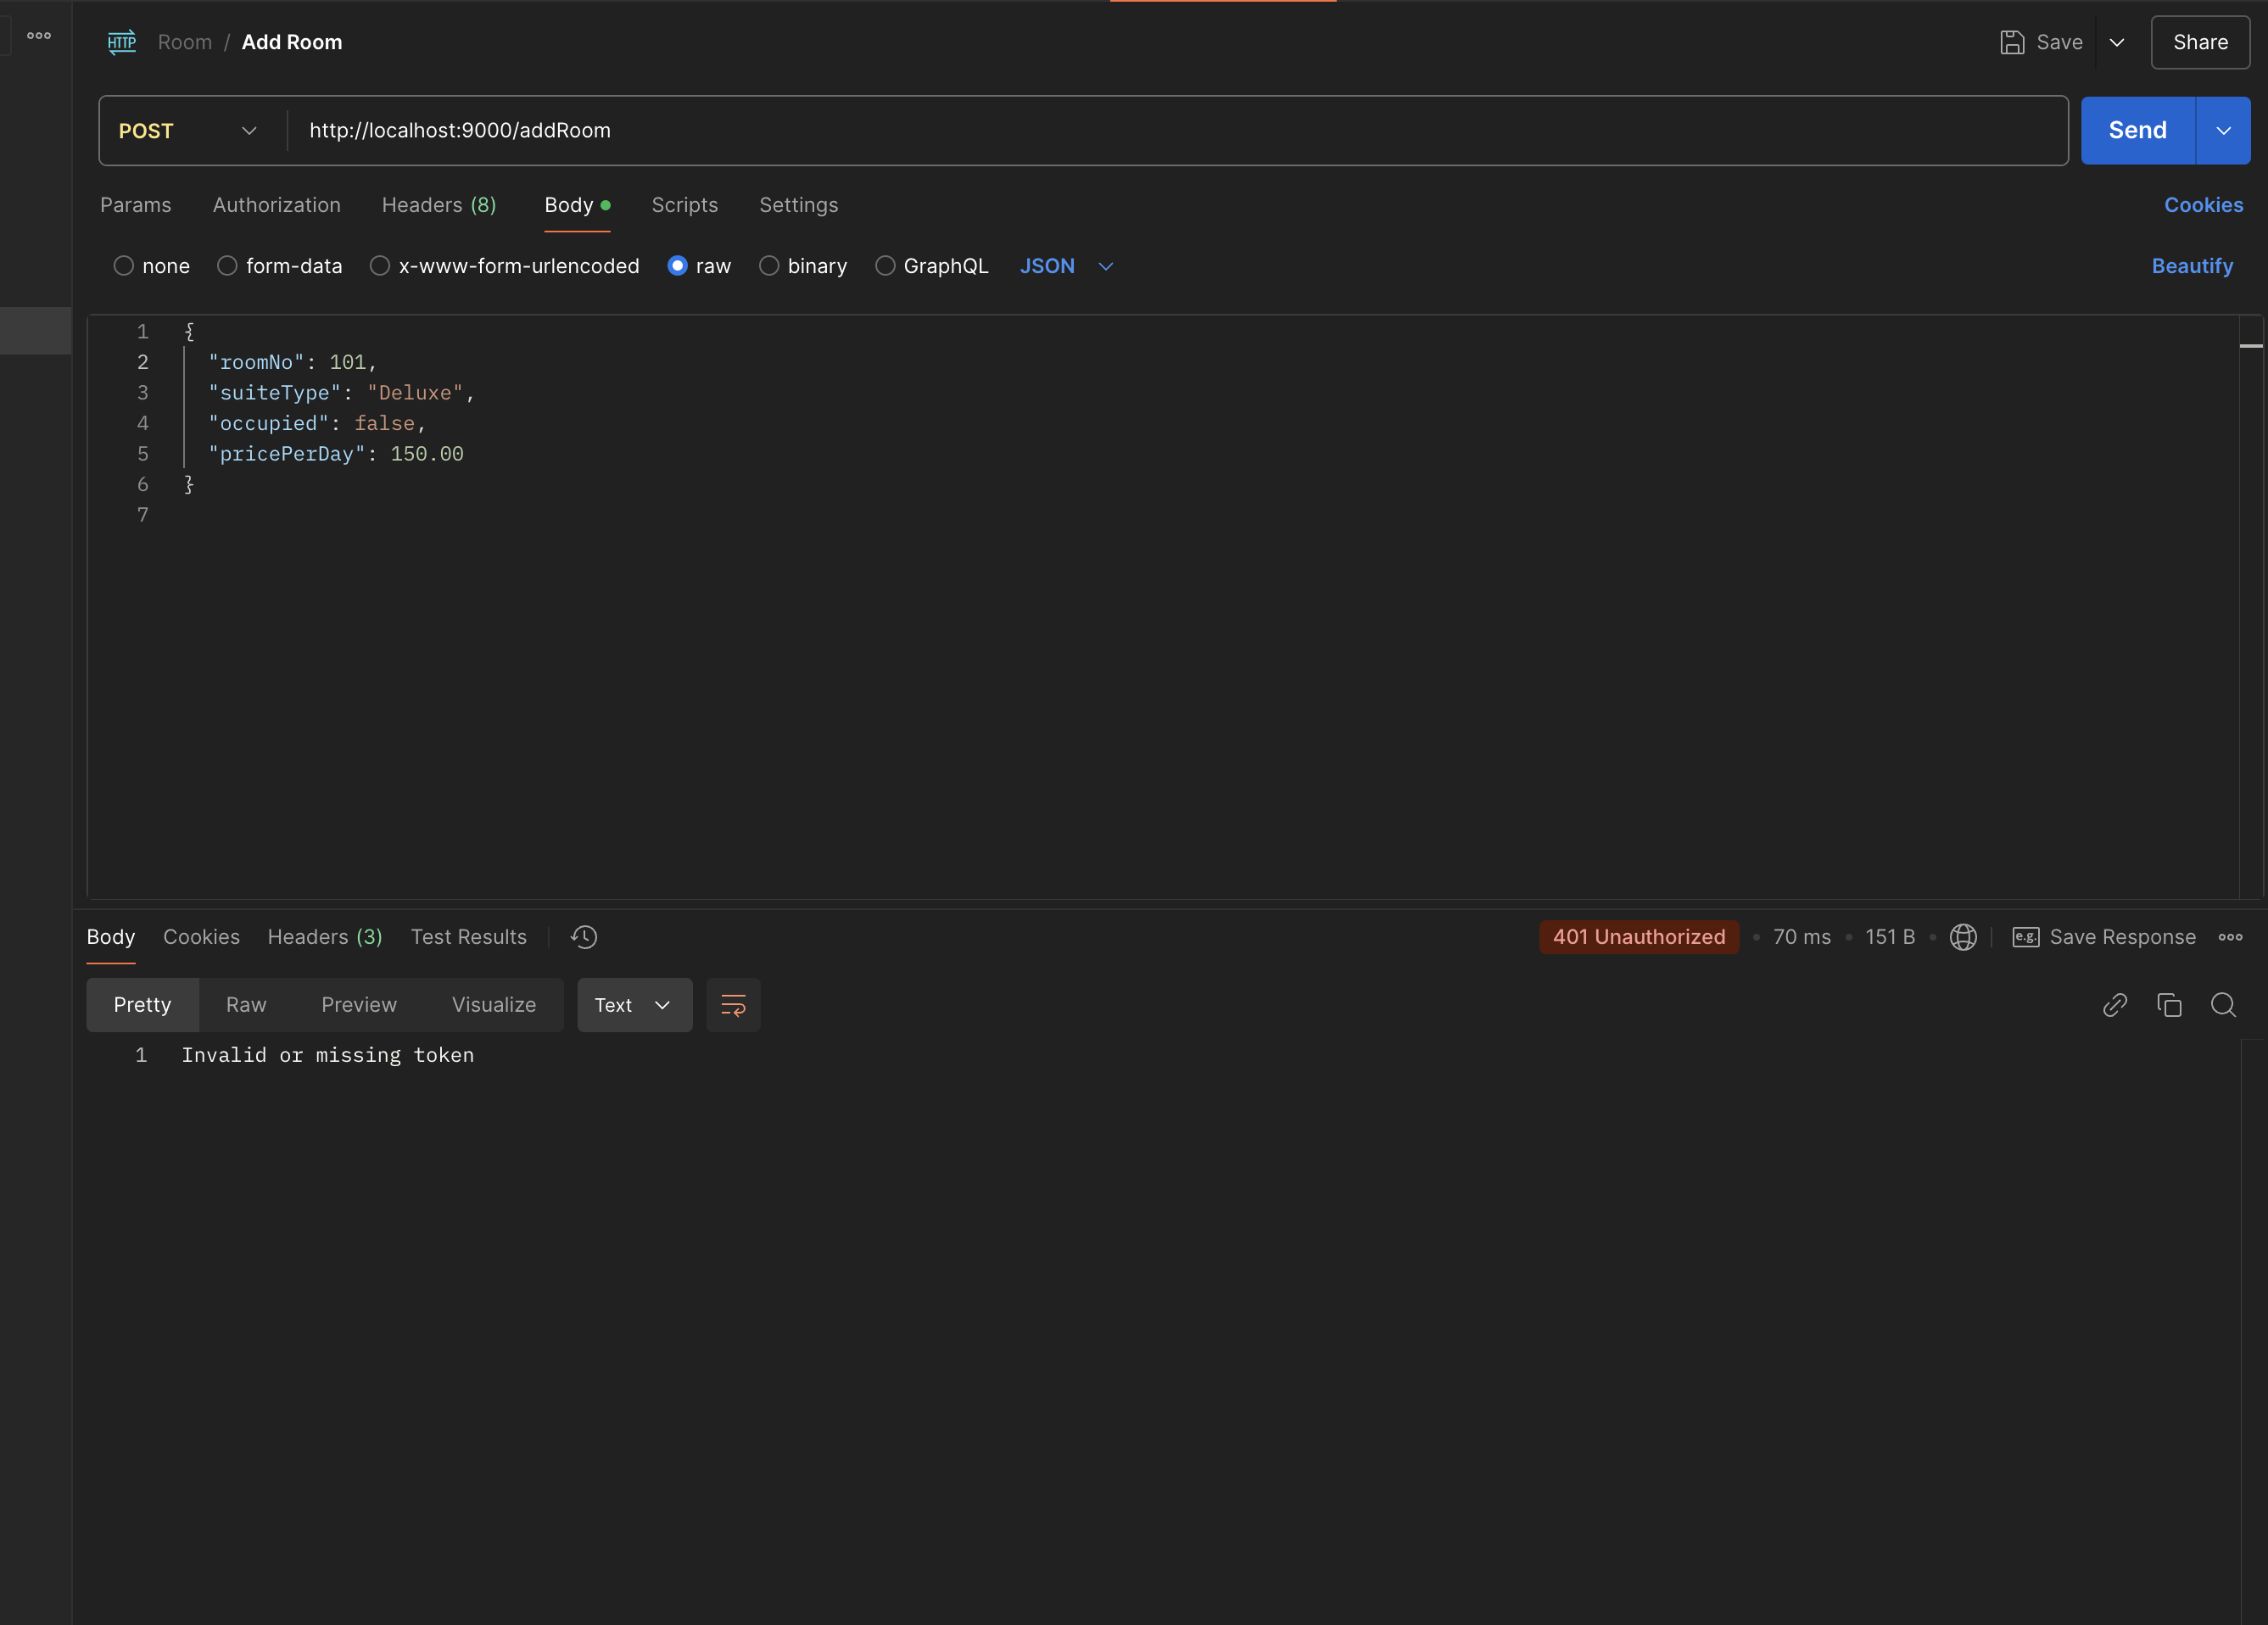 HTTP Room / Add Room Save Share
POST http://localhost:9000/addRoom Send
Params Authorization Headers (8) Body Scripts Settings Cookies
none form-data x-www-form-urlencoded raw binary GraphQL JSON Beautify
1 {
2 "roomNo": 101,
3 "suiteType": "Deluxe",
4 "occupied": false,
5 "pricePerDay": 150.00
6 }
7
Body Cookies Headers (3) Test Results 401 Unauthorized • 70 ms • 151 B • e.g. Save Response
Pretty Raw Preview Visualize Text
1 Invalid or missing token